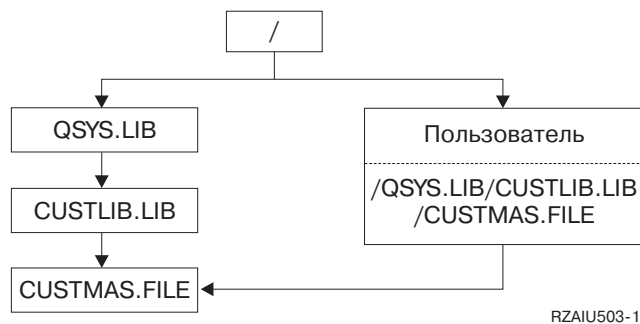 /
QSYS.LIB
CUSTLIB.LIB
CUSTMAS.FILE
Пользователь
/QSYS.LIB/CUSTLIB.LIB
/CUSTMAS.FILE
RZAIU503-1